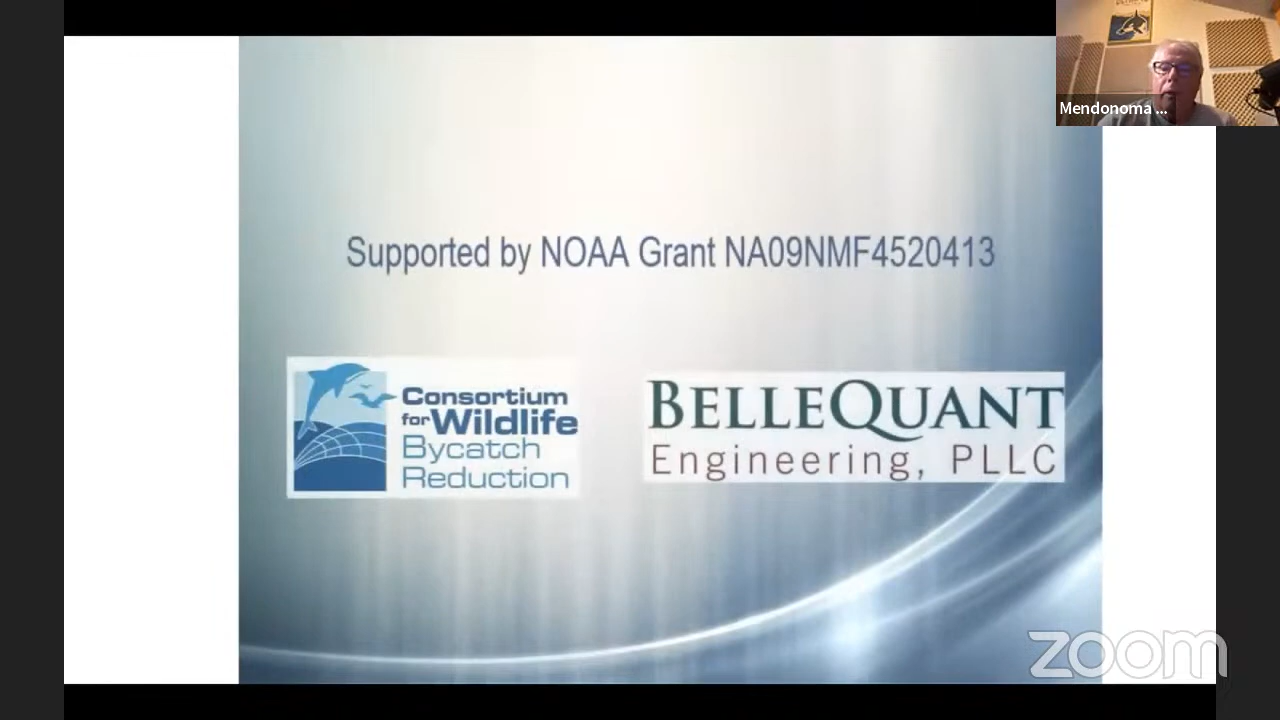 Mendonoma ...
Supported by NOAA Grant NA09NMF4520413
Consortium
for Wildlife
Bycatch
Reduction
BELLEQUANT
Engineering, PLLC
zoom